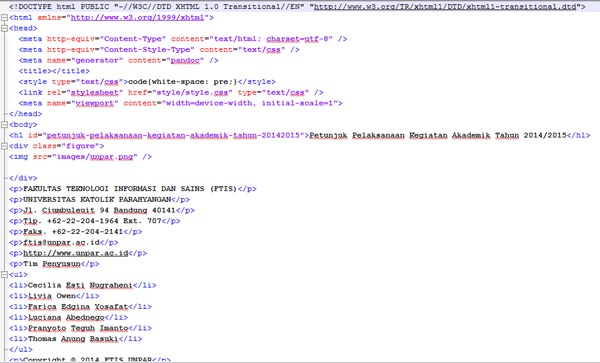 <!DOCTYPE html PUBLIC "-//W3C//DTD XHTML 1.0 Transitional//EN" "http://www.w3.org/TR/xhtml1/DTD/xhtml1-transitional.dtd">
<html xmlns="http://www.w3.org/1999/xhtml">
<head>
<meta http-equiv="Content-Type" content="text/html; charset=utf-8" />
<meta http-equiv="Content-Style-Type" content="text/css" />
<meta name="generator" content="pandoc" />
<title></title>
<style type="text/css">code{white-space: pre;}</style>
<link rel="stylesheet" href="style/style.css" type="text/css" />
<meta name="viewport" content="width=device-width, initial-scale=1">
</head>
<body>
<h1 id="petunjuk-pelaksanaan-kegiatan-akademik-tahun-20142015">Petunjuk Pelaksanaan Kegiatan Akademik Tahun 2014/2015</h1>
<div class="figure">
<img src="images/unpar.png" />
</div>
<p>FAKULTAS TEKNOLOGI INFORMASI DAN SAINS (FTIS)</p>
<p>UNIVERSITAS KATOLIK PARAHYANGAN</p>
<p>Jl. Ciumbuleuit 94 Bandung 40141</p>
<p>Tlp. +62-22-204-1964 Ext. 707</p>
<p>Faks. +62-22-204-2141</p>
<p>ftis@unpar.ac.id</p>
<p>http://www.unpar.ac.id</p>
<p>Tim Penyusun</p>
<ul>
<li>Cecilia Esti Nugraheni</li>
<li>Livia Owen</li>
<li>Farica Edgina Yosafat</li>
<li>Luciana Abednego</li>
<li>Pranyoto Teguh Imanto</li>
<li>Thomas Anung Basuki</li>
</ul>
<p>Copyright © 2014 FTIS UNPAR</p>